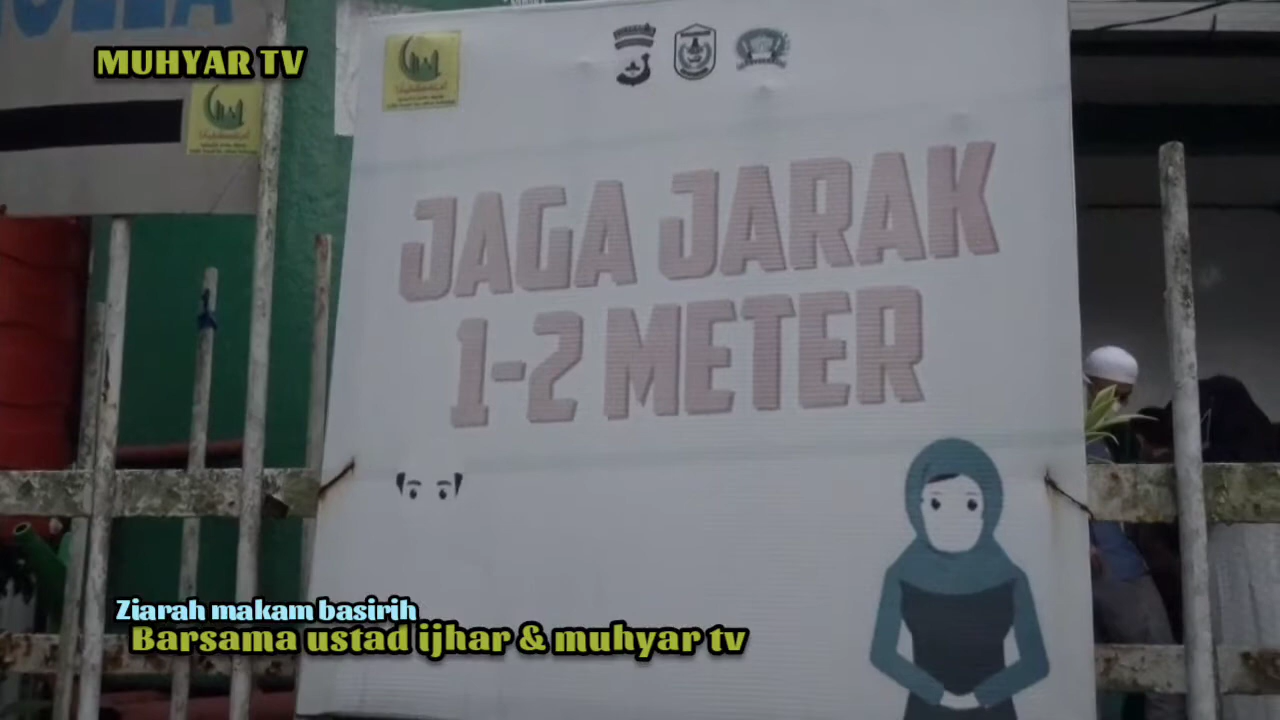 MUHYAR TV
JAGA JARAK
1-2 METER
Ziarah makam basirih
Barsama ustad ijhar & muhyar tv